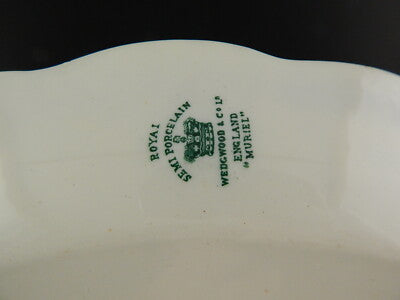 ROYAL
SEMI PORCELAIN
WEDGWOOD & Cº Lᴰ
ENGLAND
"MURIEL"